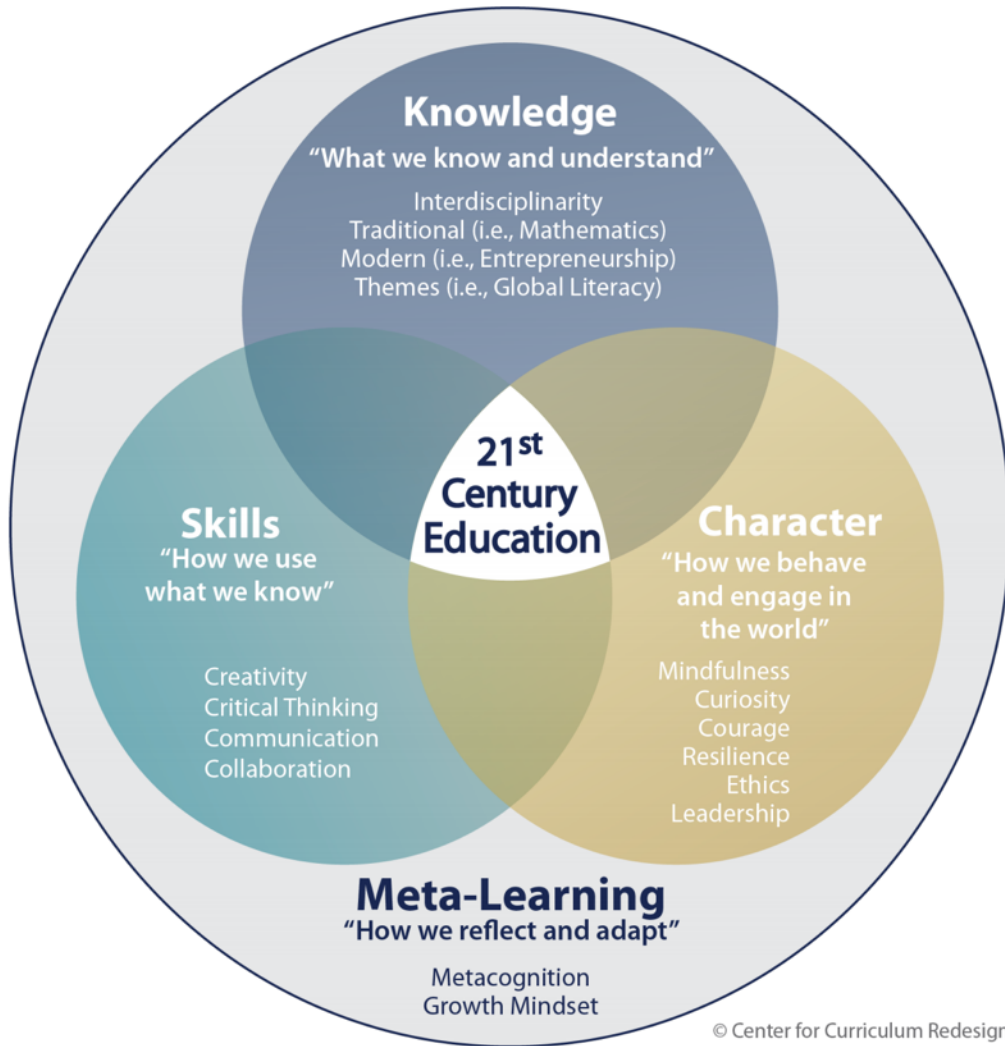 Knowledge
“What we know and understand”
Interdisciplinarity
Traditional (i.e., Mathematics)
Modern (i.e., Entrepreneurship)
Themes (i.e., Global Literacy)
21st
Century
Education
Skills
“How we use
what we know”
Creativity
Critical Thinking
Communication
Collaboration
Character
“How we behave
and engage in
the world”
Mindfulness
Curiosity
Courage
Resilience
Ethics
Leadership
Meta-Learning
“How we reflect and adapt”
Metacognition
Growth Mindset
© Center for Curriculum Redesign